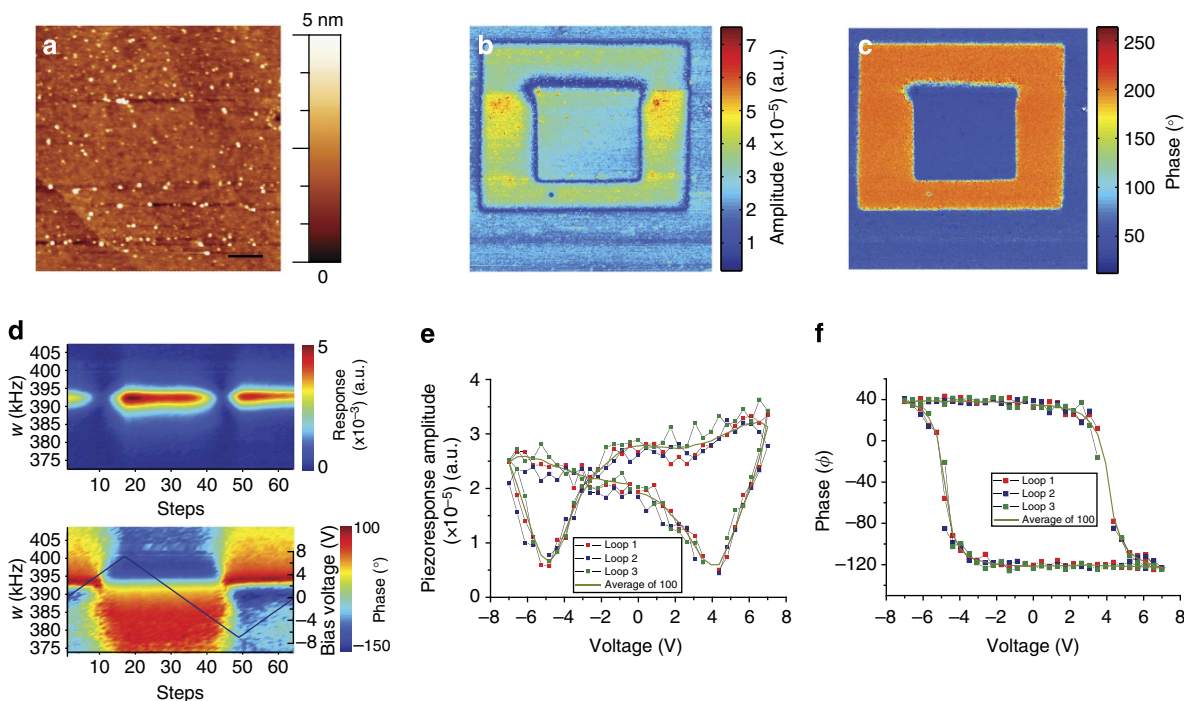 a
5 nm
0
b
7
6
5
4
3
2
1
Amplitude (×10⁻⁵) (a.u.)
c
250
200
150
100
50
Phase (°)
d
405
400
395
390
385
380
375
w (kHz)
10 20 30 40 50 60
Steps
5
0
Response
(×10⁻³) (a.u.)
405
400
395
390
385
380
375
w (kHz)
10 20 30 40 50 60
Steps
8
4
0
−4
−8
Bias voltage (V)
100
−150
Phase (°)
e
4
3
2
1
0
Piezoresponse amplitude
(×10⁻⁵) (a.u.)
Loop 1
Loop 2
Loop 3
Average of 100
−8 −6 −4 −2 0 2 4 6 8
Voltage (V)
f
40
0
−40
−80
−120
Phase (ϕ)
Loop 1
Loop 2
Loop 3
Average of 100
−8 −6 −4 −2 0 2 4 6 8
Voltage (V)